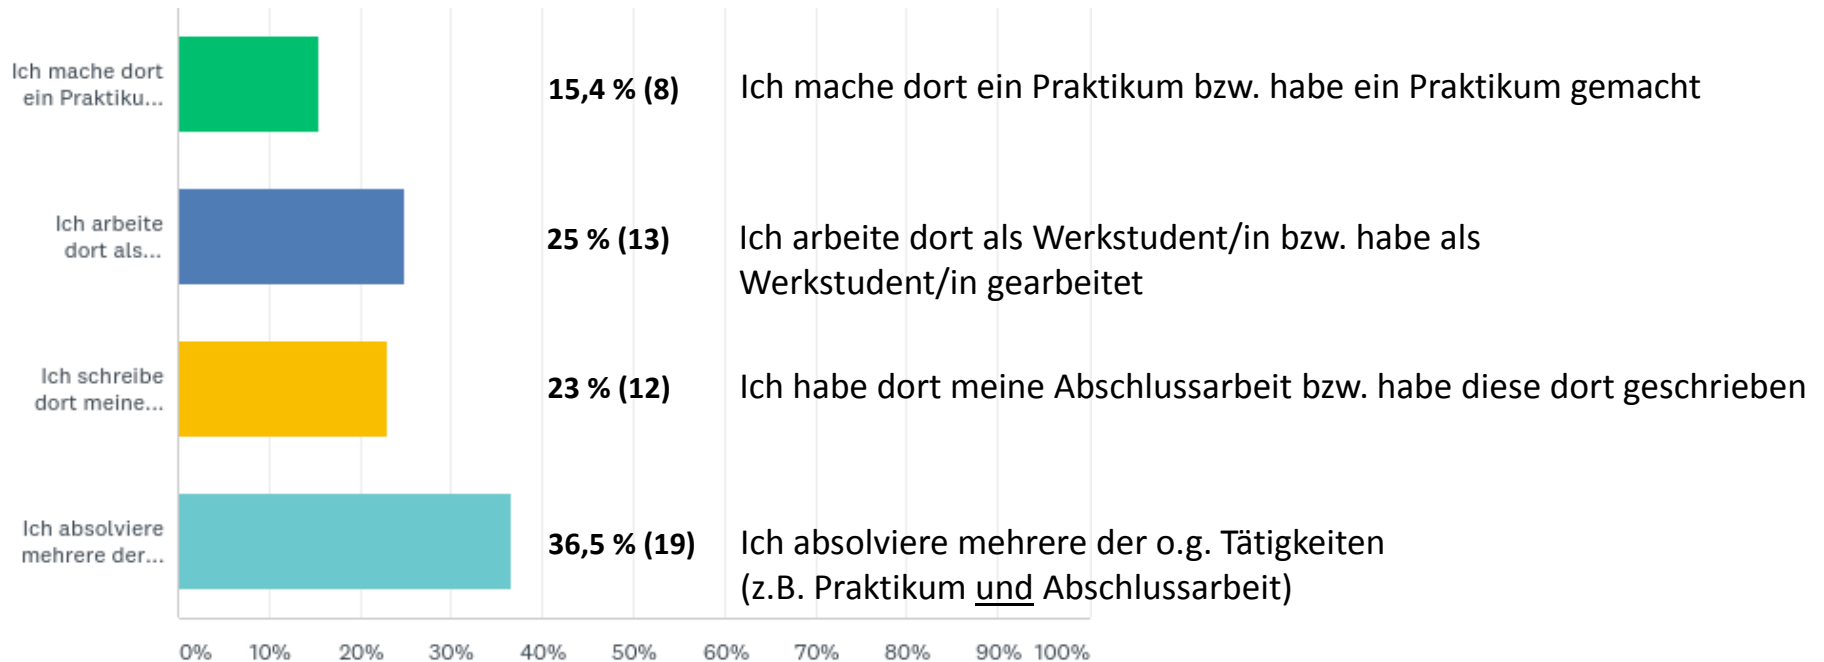 Ich mache dort
ein Praktiku...
15,4 % (8)
Ich mache dort ein Praktikum bzw. habe ein Praktikum gemacht
Ich arbeite
dort als...
25 % (13)
Ich arbeite dort als Werkstudent/in bzw. habe als
Werkstudent/in gearbeitet
Ich schreibe
dort meine...
23 % (12)
Ich habe dort meine Abschlussarbeit bzw. habe diese dort geschrieben
Ich absolviere
mehrere der...
36,5 % (19)
Ich absolviere mehrere der o.g. Tätigkeiten
(z.B. Praktikum und Abschlussarbeit)
0% 10% 20% 30% 40% 50% 60% 70% 80% 90% 100%